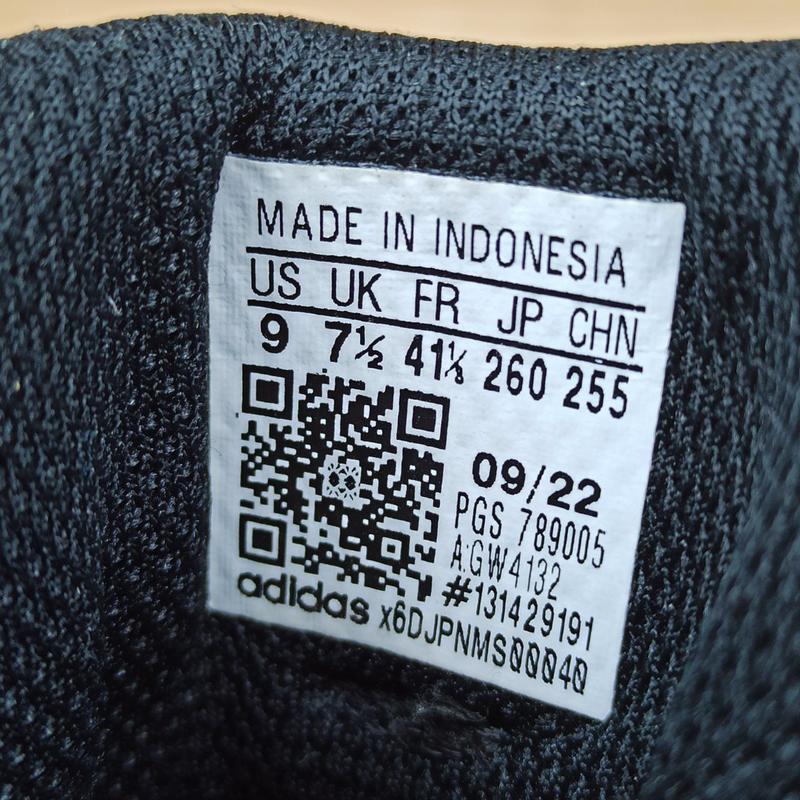 MADE IN INDONESIA
US UK FR JP CHN
9 7½ 41⅓ 260 255
09/22
PGS 789005
A:GW4132
#131429191
adidas x6DJPNMS00040